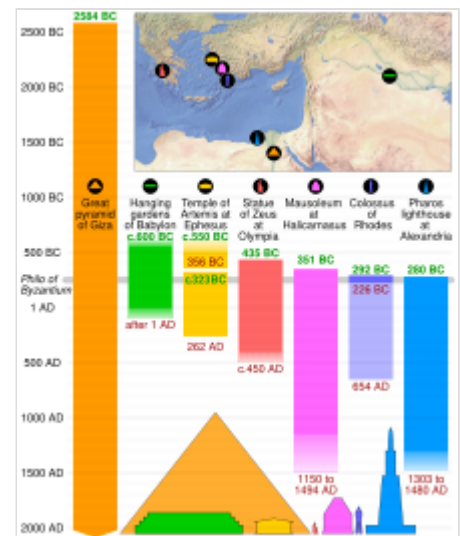 2584 BC
2500 BC
2000 BC
1500 BC
1000 BC
500 BC
Philo of
Byzantium
1 AD
500 AD
1000 AD
1500 AD
2000 AD
Great
pyramid
of Giza
Hanging
gardens
of Babylon
c.600 BC
after 1 AD
Temple of
Artemis at
Ephesus
c.550 BC
356 BC
c.323BC
262 AD
Statue
of Zeus
at
Olympia
435 BC
c.450 AD
Mausoleum
at
Halicarnasus
351 BC
1150 to
1494 AD
Colossus
of
Rhodes
292 BC
226 BC
654 AD
Pharos
lighthouse
at
Alexandria
280 BC
1303 to
1480 AD